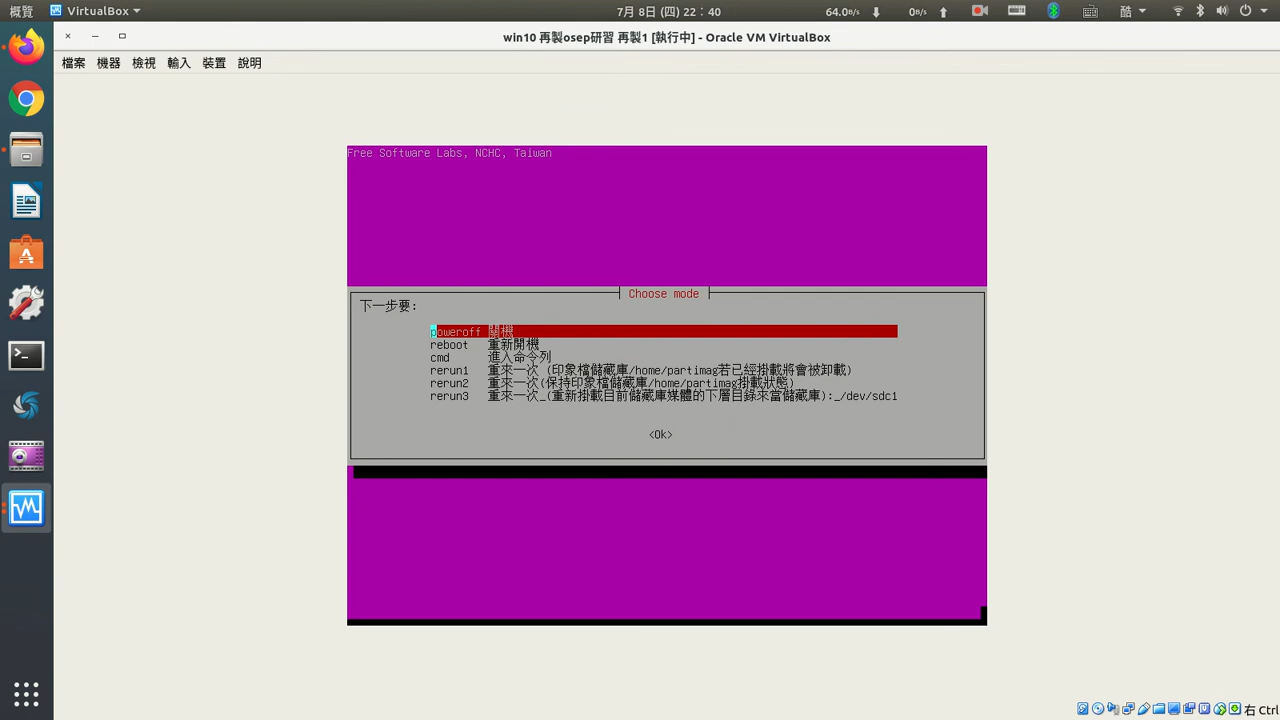 概覽 VirtualBox 7月 8日 (四) 22：40 64.0B/s 0B/s 酷
win10 再製osep研習 再製1 [執行中] - Oracle VM VirtualBox
檔案 機器 檢視 輸入 裝置 說明
Free Software Labs, NCHC, Taiwan
Choose mode
下一步要:
poweroff 關機
reboot 重新開機
cmd 進入命令列
rerun1 重來一次 (印象檔儲藏庫/home/partimag若已經掛載將會被卸載)
rerun2 重來一次(保持印象檔儲藏庫/home/partimag掛載狀態)
rerun3 重來一次_(重新掛載目前儲藏庫媒體的下層目錄來當儲藏庫):_/dev/sdc1
<Ok>
右 Ctrl